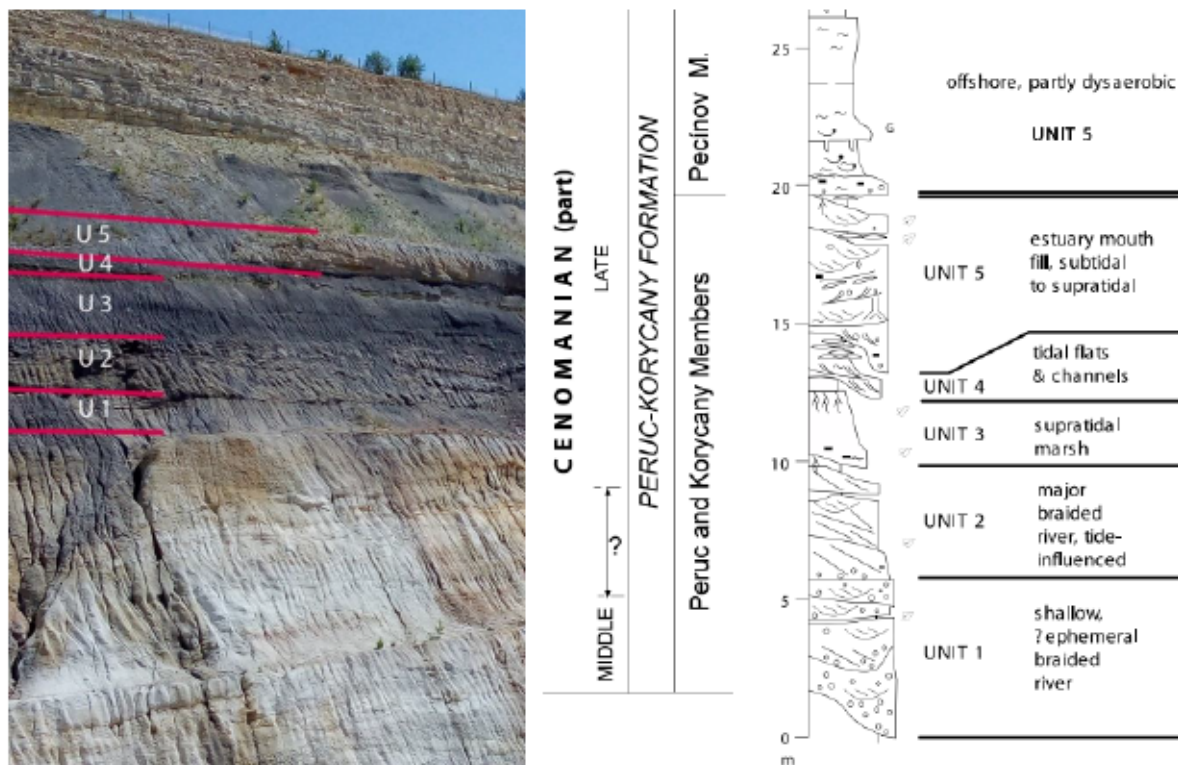 U 5
U 4
U 3
U 2
U 1
CENOMANIAN (part)
LATE
?
MIDDLE
PERUC-KORYCANY FORMATION
Pecínov M.
Peruc and Korycany Members
25
20
15
10
5
0
m
G
offshore, partly dysaerobic
UNIT 5
UNIT 5
estuary mouth
fill, subtidal
to supratidal
UNIT 4
tidal flats
& channels
UNIT 3
supratidal
marsh
UNIT 2
major
braided
river, tide-
influenced
UNIT 1
shallow,
? ephemeral
braided
river